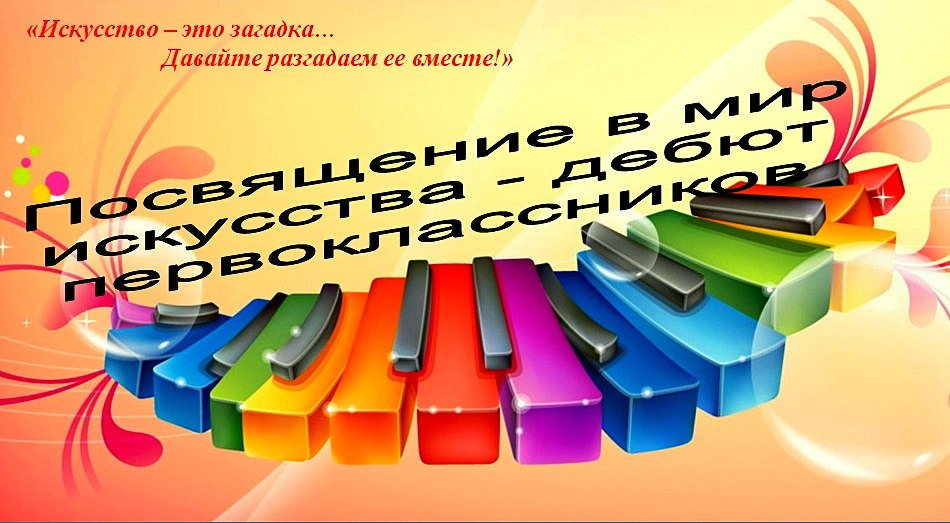 «Искусство – это загадка…
Давайте разгадаем ее вместе!»
Посвящение в мир
искусства - дебют
первоклассников